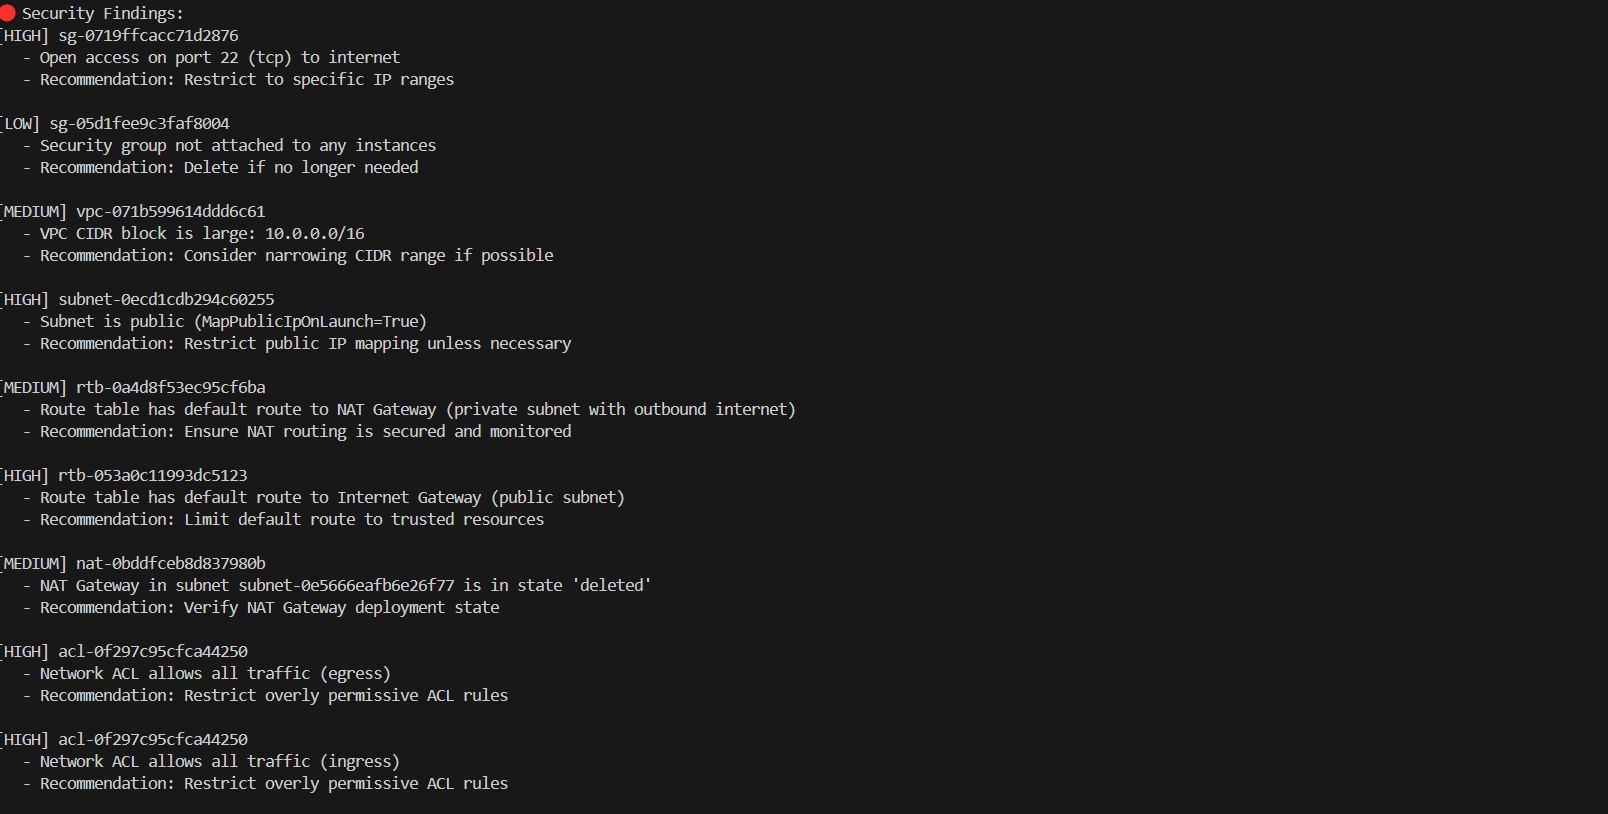 Security Findings:
[HIGH] sg-0719ffcacc71d2876
- Open access on port 22 (tcp) to internet
- Recommendation: Restrict to specific IP ranges
[LOW] sg-05d1fee9c3faf8004
- Security group not attached to any instances
- Recommendation: Delete if no longer needed
[MEDIUM] vpc-071b599614ddd6c61
- VPC CIDR block is large: 10.0.0.0/16
- Recommendation: Consider narrowing CIDR range if possible
[HIGH] subnet-0ecd1cdb294c60255
- Subnet is public (MapPublicIpOnLaunch=True)
- Recommendation: Restrict public IP mapping unless necessary
[MEDIUM] rtb-0a4d8f53ec95cf6ba
- Route table has default route to NAT Gateway (private subnet with outbound internet)
- Recommendation: Ensure NAT routing is secured and monitored
[HIGH] rtb-053a0c11993dc5123
- Route table has default route to Internet Gateway (public subnet)
- Recommendation: Limit default route to trusted resources
[MEDIUM] nat-0bddfceb8d837980b
- NAT Gateway in subnet subnet-0e5666eafb6e26f77 is in state 'deleted'
- Recommendation: Verify NAT Gateway deployment state
[HIGH] acl-0f297c95cfca44250
- Network ACL allows all traffic (egress)
- Recommendation: Restrict overly permissive ACL rules
[HIGH] acl-0f297c95cfca44250
- Network ACL allows all traffic (ingress)
- Recommendation: Restrict overly permissive ACL rules